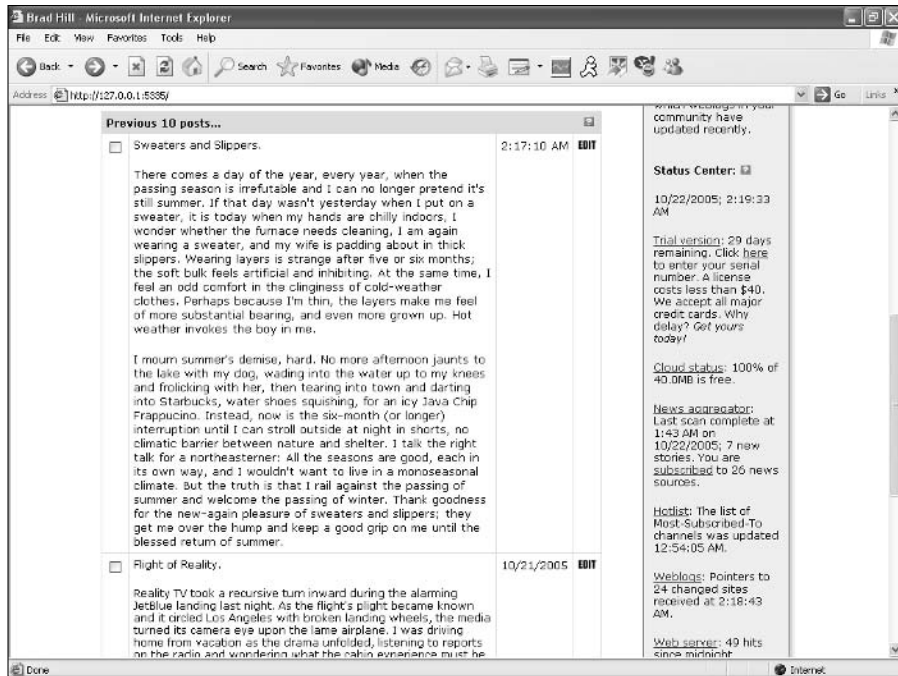 Brad Hill - Microsoft Internet Explorer
File Edit View Favorites Tools Help
Back Search Favorites Media
Address http://127.0.0.1:5335/ Go Links
Previous 10 posts...
Sweaters and Slippers. 2:17:10 AM EDIT
There comes a day of the year, every year, when the
passing season is irrefutable and I can no longer pretend it's
still summer. If that day wasn't yesterday when I put on a
sweater, it is today when my hands are chilly indoors, I
wonder whether the furnace needs cleaning, I am again
wearing a sweater, and my wife is padding about in thick
slippers. Wearing layers is strange after five or six months;
the soft bulk feels artificial and inhibiting. At the same time, I
feel an odd comfort in the clinginess of cold-weather
clothes. Perhaps because I'm thin, the layers make me feel
of more substantial bearing, and even more grown up. Hot
weather invokes the boy in me.
I mourn summer's demise, hard. No more afternoon jaunts to
the lake with my dog, wading into the water up to my knees
and frolicking with her, then tearing into town and darting
into Starbucks, water shoes squishing, for an icy Java Chip
Frappucino. Instead, now is the six-month (or longer)
interruption until I can stroll outside at night in shorts, no
climatic barrier between nature and shelter. I talk the right
talk for a northeasterner: All the seasons are good, each in
its own way, and I wouldn't want to live in a monoseasonal
climate. But the truth is that I rail against the passing of
summer and welcome the passing of winter. Thank goodness
for the new-again pleasure of sweaters and slippers; they
get me over the hump and keep a good grip on me until the
blessed return of summer.
Flight of Reality. 10/21/2005 EDIT
Reality TV took a recursive turn inward during the alarming
JetBlue landing last night. As the flight's plight became known
and it circled Los Angeles with broken landing wheels, the media
turned its camera eye upon the lame airplane. I was driving
home from vacation as the drama unfolded, listening to reports
on the radio and wondering what the cabin experience must be
which weblogs in your
community have
updated recently.
Status Center:
10/22/2005; 2:19:33
AM
Trial version: 29 days
remaining. Click here
to enter your serial
number. A license
costs less than $40.
We accept all major
credit cards. Why
delay? Get yours
today!
Cloud status: 100% of
40.0MB is free.
News aggregator:
Last scan complete at
1:43 AM on
10/22/2005; 7 new
stories. You are
subscribed to 26 news
sources.
Hotlist: The list of
Most-Subscribed-To
channels was updated
12:54:05 AM.
Weblogs: Pointers to
24 changed sites
received at 2:18:43
AM.
Web server: 49 hits
since midnight
Done Internet